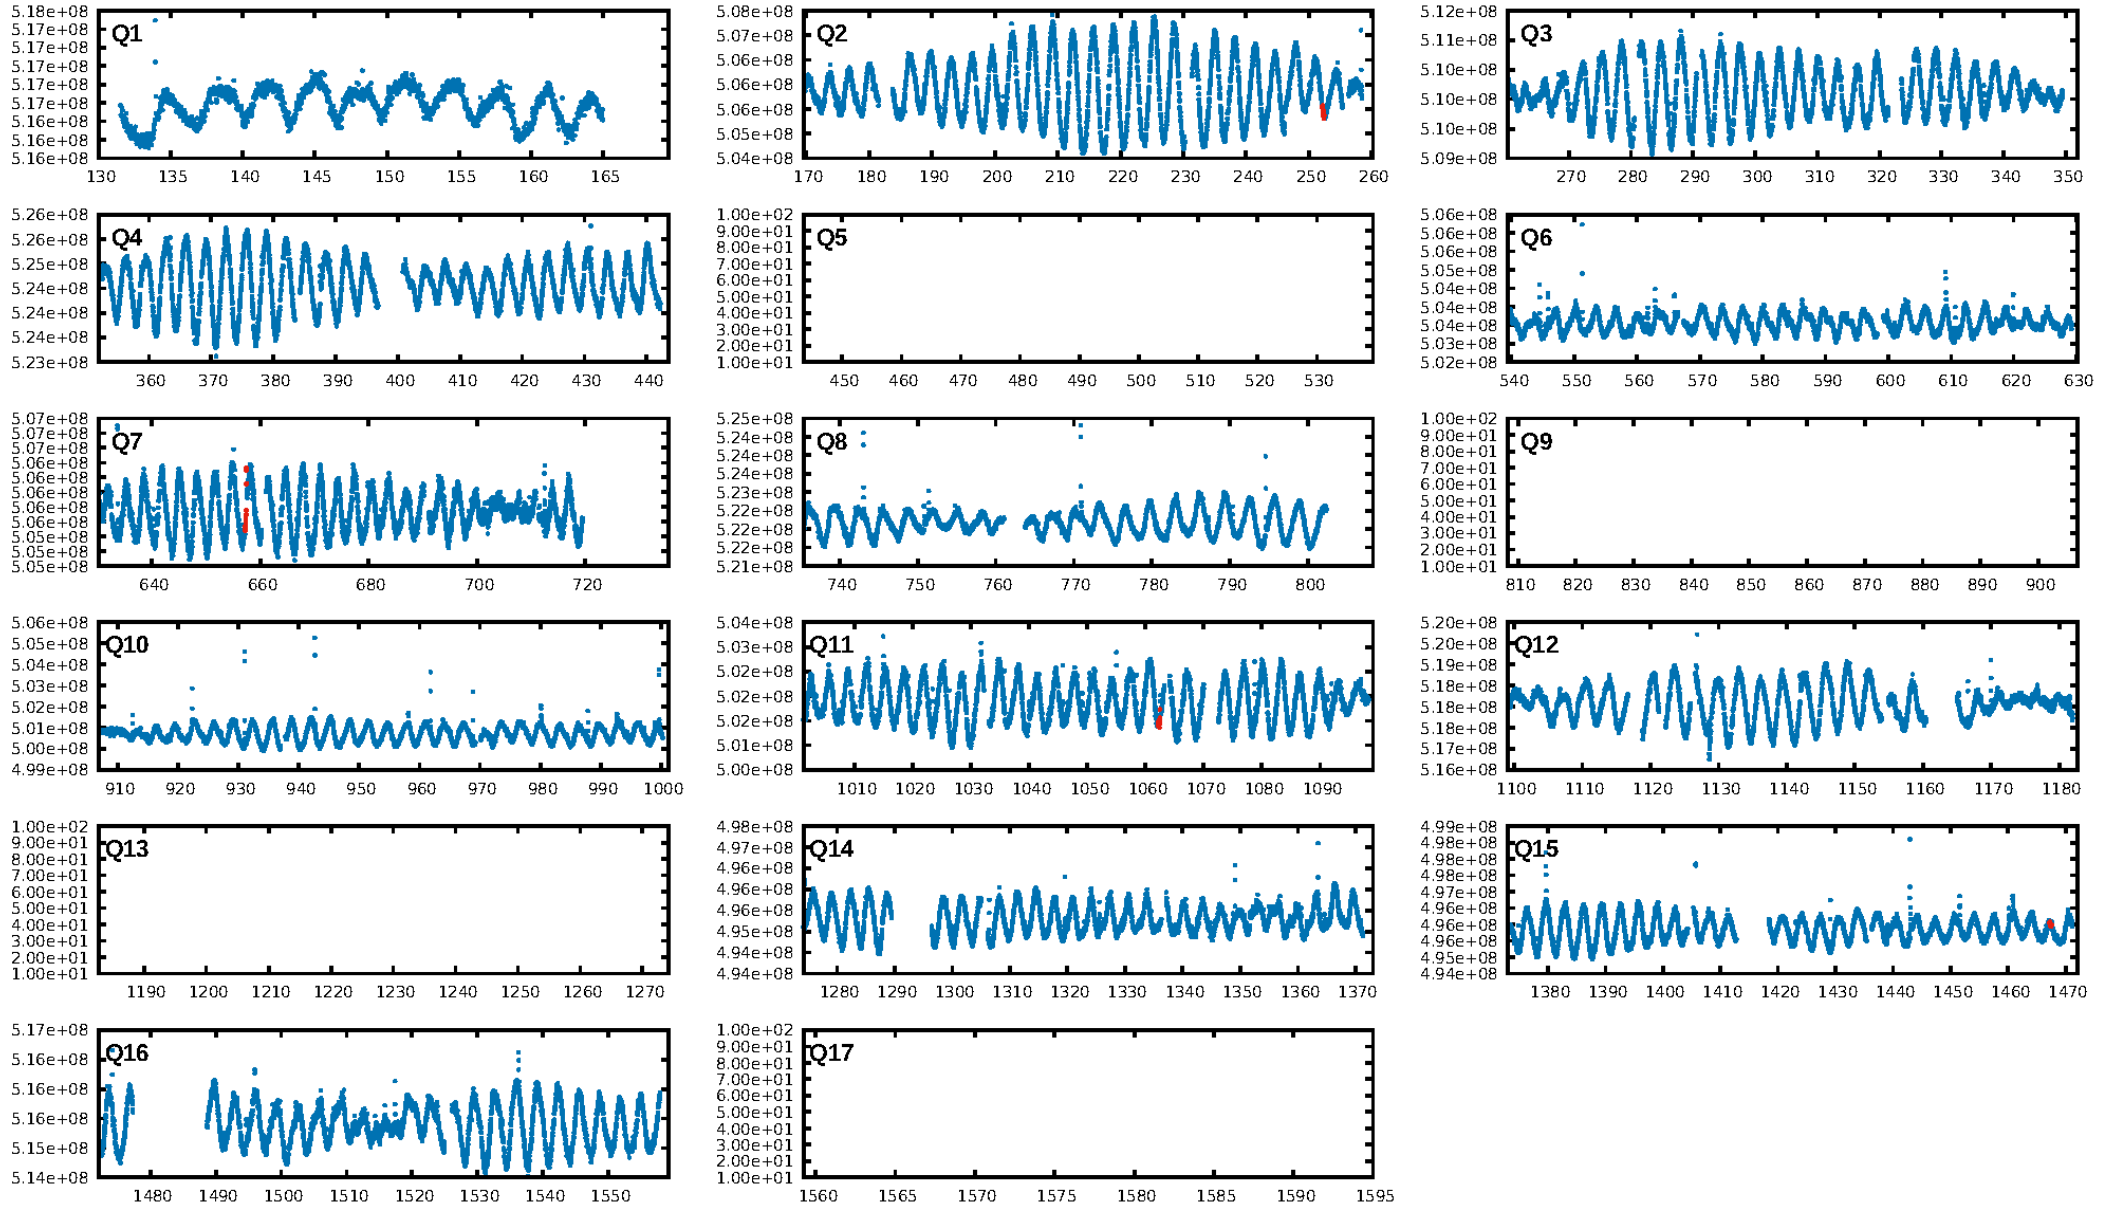 5.18e+08
5.17e+08
5.17e+08
5.17e+08
5.17e+08
5.17e+08
5.16e+08
5.16e+08
5.16e+08
Q1
130 135 140 145 150 155 160 165
5.08e+08
5.07e+08
5.06e+08
5.06e+08
5.06e+08
5.05e+08
5.04e+08
Q2
170 180 190 200 210 220 230 240 250 260
5.12e+08
5.11e+08
5.10e+08
5.10e+08
5.10e+08
5.09e+08
Q3
270 280 290 300 310 320 330 340 350
5.26e+08
5.26e+08
5.25e+08
5.24e+08
5.24e+08
5.24e+08
5.23e+08
Q4
360 370 380 390 400 410 420 430 440
1.00e+02
9.00e+01
8.00e+01
7.00e+01
6.00e+01
5.00e+01
4.00e+01
3.00e+01
2.00e+01
1.00e+01
Q5
450 460 470 480 490 500 510 520 530
5.06e+08
5.06e+08
5.05e+08
5.05e+08
5.04e+08
5.04e+08
5.04e+08
5.03e+08
5.02e+08
Q6
540 550 560 570 580 590 600 610 620 630
5.07e+08
5.07e+08
5.06e+08
5.06e+08
5.06e+08
5.06e+08
5.06e+08
5.06e+08
5.06e+08
5.05e+08
5.05e+08
Q7
640 660 680 700 720
5.25e+08
5.24e+08
5.24e+08
5.24e+08
5.23e+08
5.22e+08
5.22e+08
5.22e+08
5.21e+08
Q8
740 750 760 770 780 790 800
1.00e+02
9.00e+01
8.00e+01
7.00e+01
6.00e+01
5.00e+01
4.00e+01
3.00e+01
2.00e+01
1.00e+01
Q9
810 820 830 840 850 860 870 880 890 900
5.06e+08
5.05e+08
5.04e+08
5.03e+08
5.02e+08
5.01e+08
5.00e+08
4.99e+08
Q10
910 920 930 940 950 960 970 980 990 1000
5.04e+08
5.03e+08
5.02e+08
5.02e+08
5.02e+08
5.01e+08
5.00e+08
Q11
1010 1020 1030 1040 1050 1060 1070 1080 1090
5.20e+08
5.20e+08
5.19e+08
5.18e+08
5.18e+08
5.18e+08
5.17e+08
5.16e+08
Q12
1100 1110 1120 1130 1140 1150 1160 1170 1180
1.00e+02
9.00e+01
8.00e+01
7.00e+01
6.00e+01
5.00e+01
4.00e+01
3.00e+01
2.00e+01
1.00e+01
Q13
1190 1200 1210 1220 1230 1240 1250 1260 1270
4.98e+08
4.97e+08
4.96e+08
4.96e+08
4.96e+08
4.95e+08
4.94e+08
4.94e+08
Q14
1280 1290 1300 1310 1320 1330 1340 1350 1360 1370
4.99e+08
4.98e+08
4.98e+08
4.98e+08
4.97e+08
4.96e+08
4.96e+08
4.96e+08
4.95e+08
4.94e+08
Q15
1380 1390 1400 1410 1420 1430 1440 1450 1460 1470
5.17e+08
5.16e+08
5.16e+08
5.16e+08
5.15e+08
5.14e+08
Q16
1480 1490 1500 1510 1520 1530 1540 1550
1.00e+02
9.00e+01
8.00e+01
7.00e+01
6.00e+01
5.00e+01
4.00e+01
3.00e+01
2.00e+01
1.00e+01
Q17
1560 1565 1570 1575 1580 1585 1590 1595